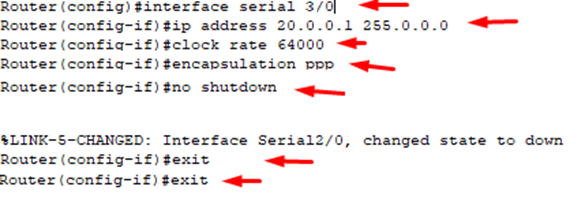 Router(config)#interface serial 3/0
Router(config-if)#ip address 20.0.0.1 255.0.0.0
Router(config-if)#clock rate 64000
Router(config-if)#encapsulation ppp
Router(config-if)#no shutdown
%LINK-5-CHANGED: Interface Serial2/0, changed state to down
Router(config-if)#exit
Router(config-if)#exit